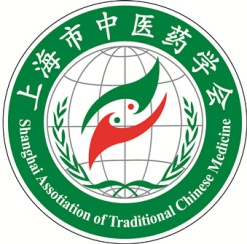 上海市中医药学会
Shanghai Assotiation of Traditional Chinese Medicine